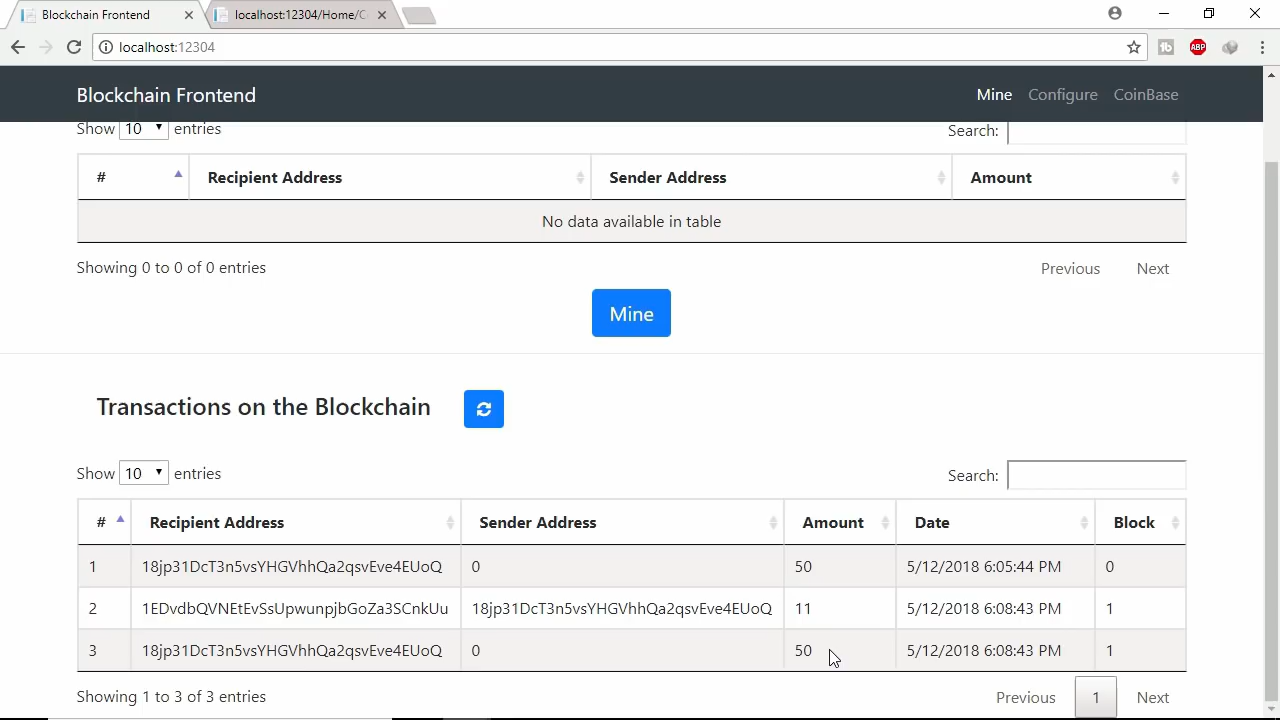 Blockchain Frontend
localhost:12304/Home/C
localhost:12304
ABP
Blockchain Frontend Mine Configure CoinBase
Show 10 entries Search:
# Recipient Address Sender Address Amount
No data available in table
Showing 0 to 0 of 0 entries Previous Next
Mine
Transactions on the Blockchain
Show 10 entries Search:
# Recipient Address Sender Address Amount Date Block
1 18jp31DcT3n5vsYHGVhhQa2qsvEve4EUoQ 0 50 5/12/2018 6:05:44 PM 0
2 1EDvdbQVNEtEvSsUpwunpjbGoZa3SCnkUu 18jp31DcT3n5vsYHGVhhQa2qsvEve4EUoQ 11 5/12/2018 6:08:43 PM 1
3 18jp31DcT3n5vsYHGVhhQa2qsvEve4EUoQ 0 50 5/12/2018 6:08:43 PM 1
Showing 1 to 3 of 3 entries Previous 1 Next